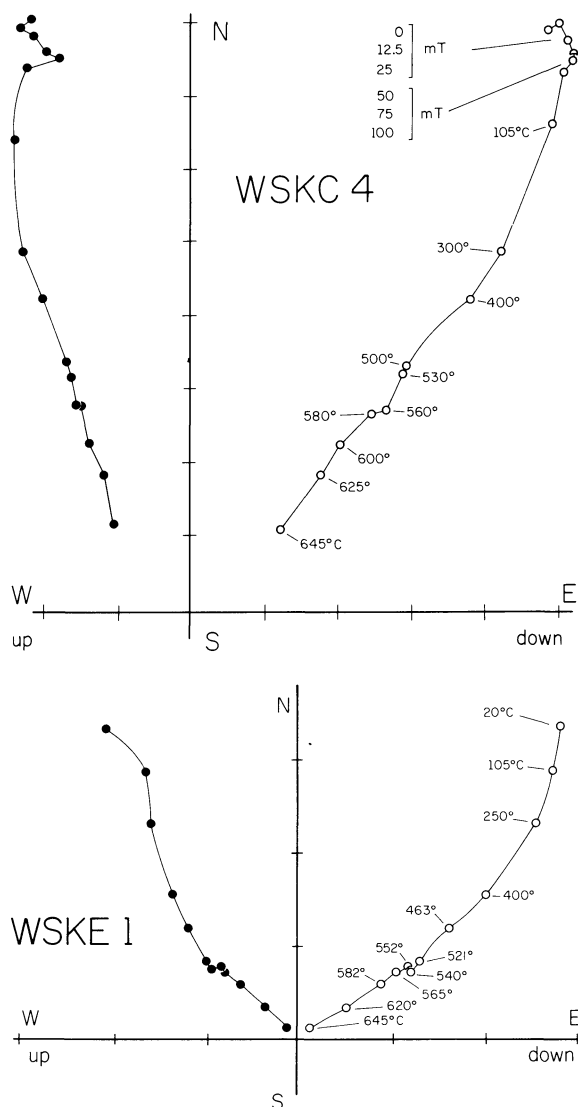 N
0
12.5 mT
25
50
75 mT
100
105°C
WSKC 4
300°
400°
500°
530°
560°
580°
600°
625°
645°C
W
E
up
S
down
N
20°C
105°C
250°
400°
WSKE 1
463°
552°
521°
540°
582°
565°
620°
645°C
W
E
up
down
S